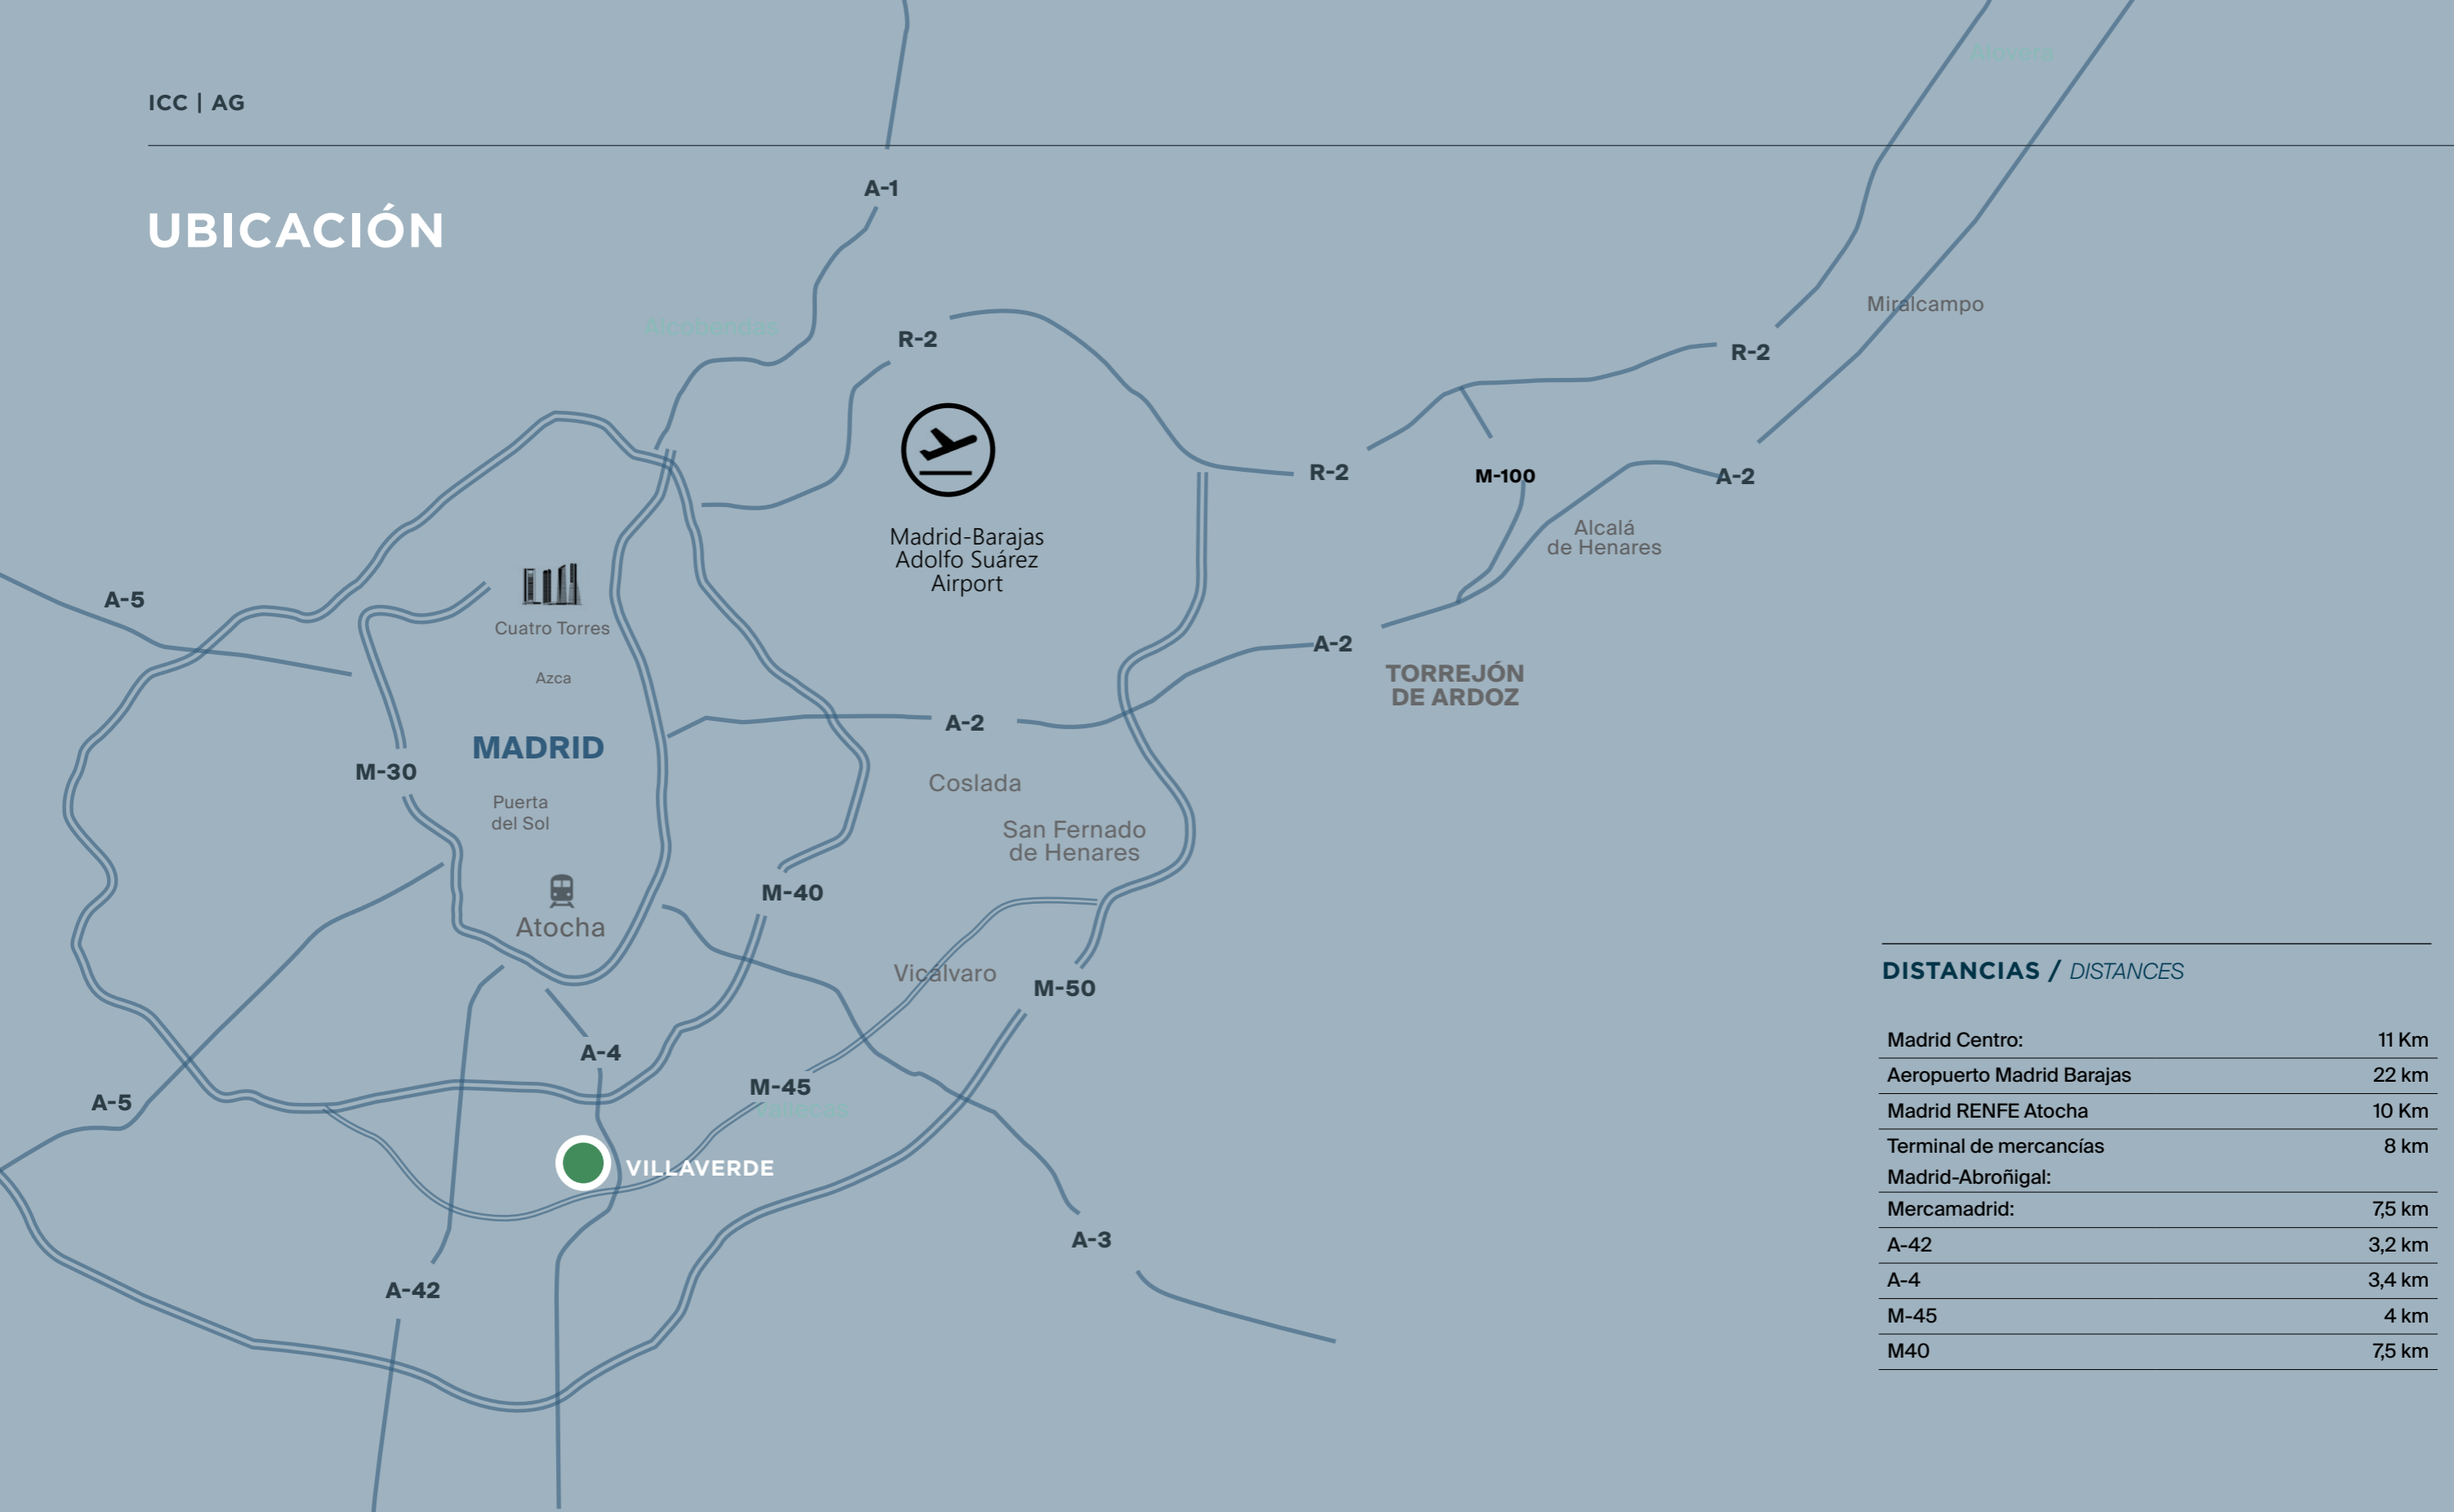 ICC | AG
UBICACIÓN
A-1
Alovera
Alcobendas
R-2
Miralcampo
R-2
R-2
M-100
A-2
Madrid-Barajas
Adolfo Suárez
Airport
Alcalá
de Henares
A-5
Cuatro Torres
A-2
Azca
TORREJÓN
DE ARDOZ
A-2
MADRID
M-30
Coslada
Puerta
del Sol
San Fernado
de Henares
M-40
Atocha
Vicálvaro
M-50
A-4
M-45
Vallecas
A-5
VILLAVERDE
A-3
A-42
DISTANCIAS / DISTANCES
Madrid Centro: 11 Km
Aeropuerto Madrid Barajas 22 km
Madrid RENFE Atocha 10 Km
Terminal de mercancías 8 km
Madrid-Abroñigal:
Mercamadrid: 7,5 km
A-42 3,2 km
A-4 3,4 km
M-45 4 km
M40 7,5 km